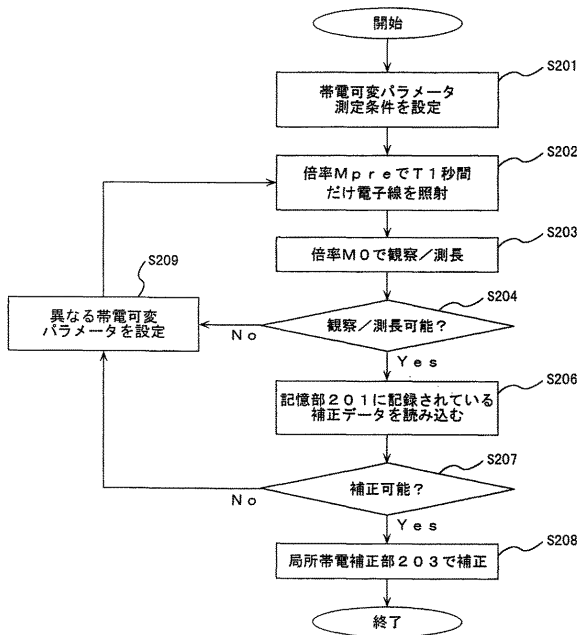 開始
S201
帯電可変パラメータ
測定条件を設定
S202
倍率MpreでT1秒間
だけ電子線を照射
S203
倍率M0で観察／測長
S209
異なる帯電可変
パラメータを設定
S204
観察／測長可能？
No
Yes
S206
記憶部201に記録されている
補正データを読み込む
S207
補正可能？
No
Yes
S208
局所帯電補正部203で補正
終了